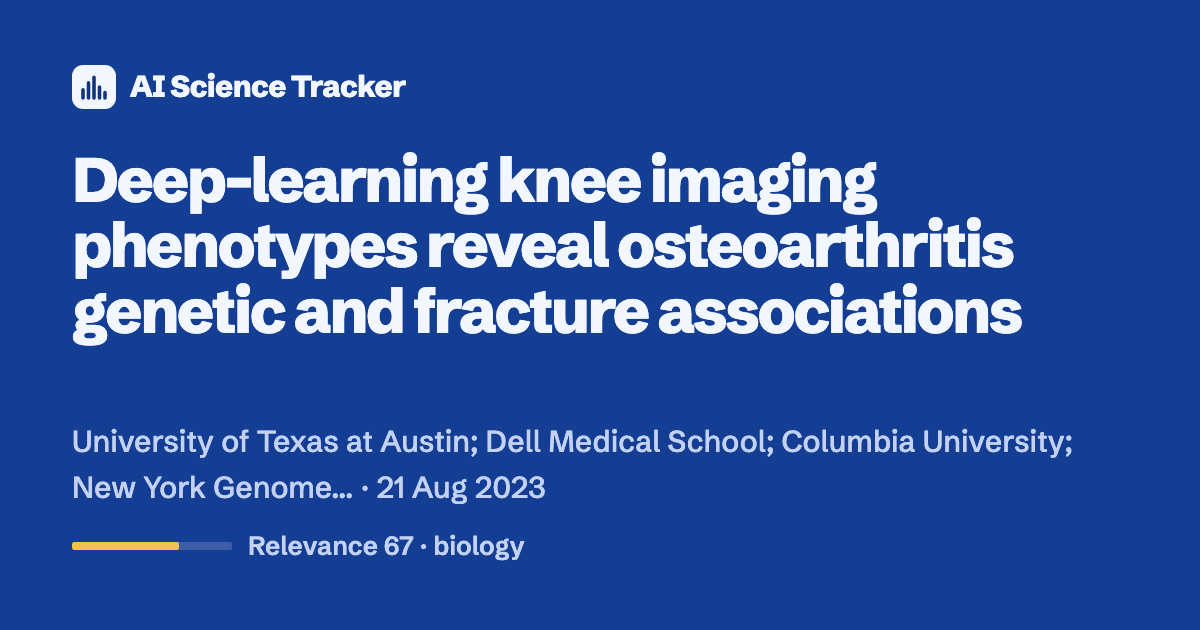 AI Science Tracker
Deep-learning knee imaging
phenotypes reveal osteoarthritis
genetic and fracture associations
University of Texas at Austin; Dell Medical School; Columbia University;
New York Genome... · 21 Aug 2023
Relevance 67 · biology